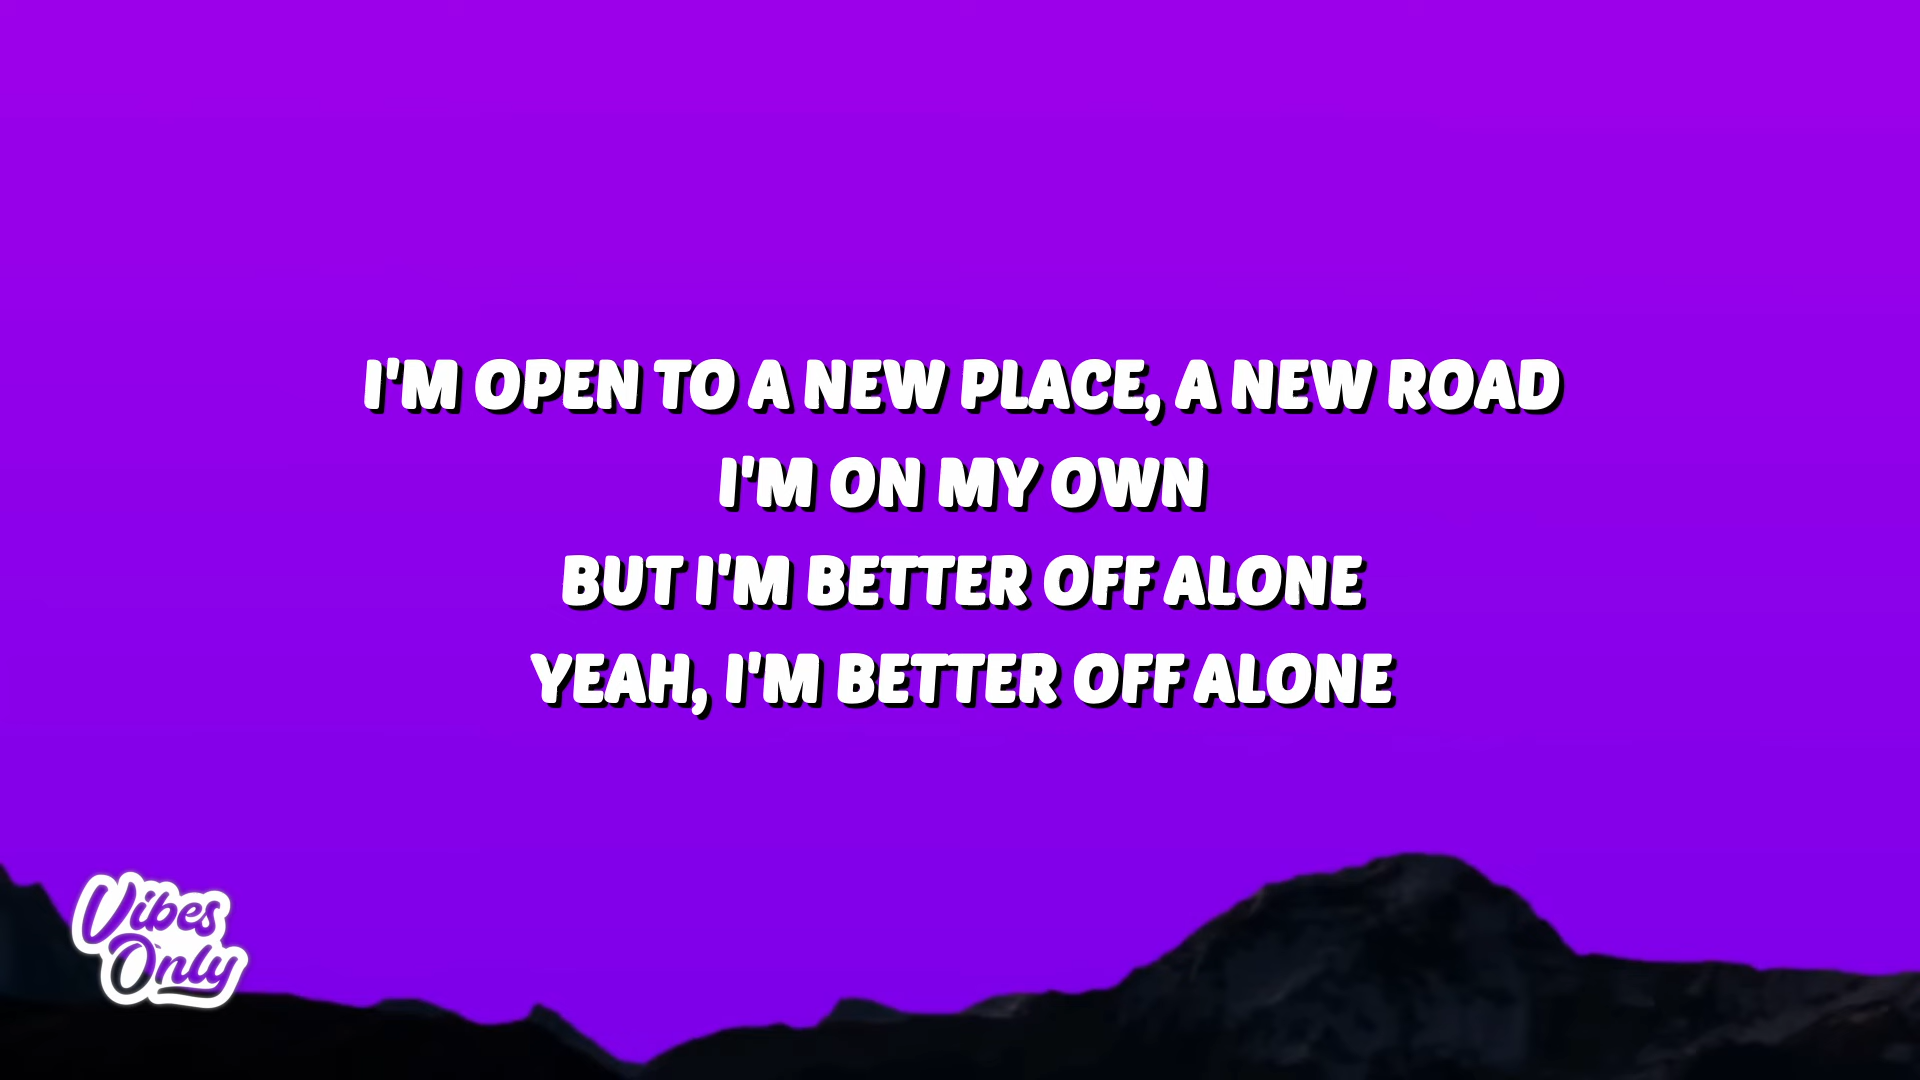 I'M OPEN TO A NEW PLACE, A NEW ROAD
I'M ON MY OWN
BUT I'M BETTER OFF ALONE
YEAH, I'M BETTER OFF ALONE
Vibes
Only